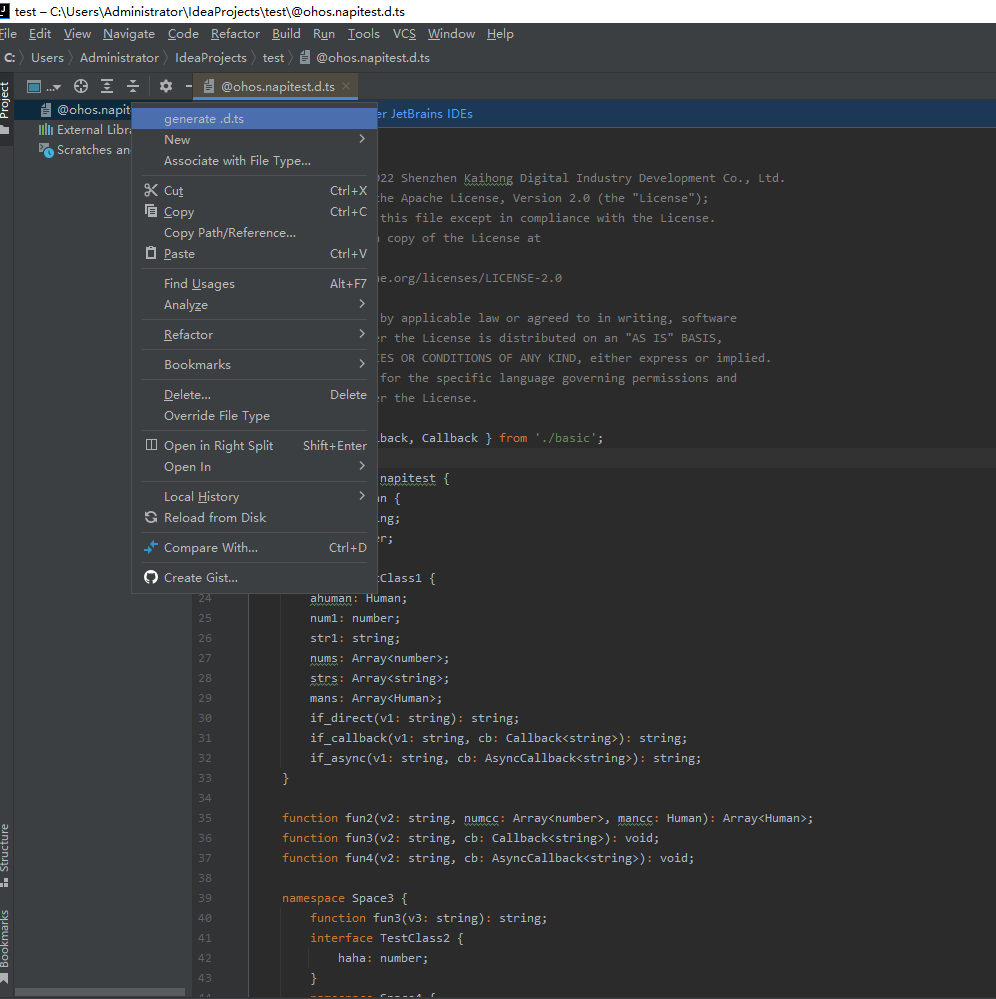 test – C:\Users\Administrator\IdeaProjects\test\@ohos.napitest.d.ts
File Edit View Navigate Code Refactor Build Run Tools VCS Window Help
C: Users Administrator IdeaProjects test @ohos.napitest.d.ts
Project
... @ohos.napitest.d.ts
@ohos.napit
External Libra
Scratches an
er JetBrains IDEs
generate .d.ts
New
Associate with File Type...
Cut Ctrl+X
Copy Ctrl+C
Copy Path/Reference...
Paste Ctrl+V
Find Usages Alt+F7
Analyze
Refactor
Bookmarks
Delete... Delete
Override File Type
Open in Right Split Shift+Enter
Open In
Local History
Reload from Disk
Compare With... Ctrl+D
Create Gist...
22 Shenzhen Kaihong Digital Industry Development Co., Ltd.
the Apache License, Version 2.0 (the "License");
this file except in compliance with the License.
copy of the License at
he.org/licenses/LICENSE-2.0
by applicable law or agreed to in writing, software
er the License is distributed on an "AS IS" BASIS,
IES OR CONDITIONS OF ANY KIND, either express or implied.
for the specific language governing permissions and
er the License.
lback, Callback } from './basic';
napitest {
n {
ng;
er;
tClass1 {
24 ahuman: Human;
25 num1: number;
26 str1: string;
27 nums: Array<number>;
28 strs: Array<string>;
29 mans: Array<Human>;
30 if_direct(v1: string): string;
31 if_callback(v1: string, cb: Callback<string>): string;
32 if_async(v1: string, cb: AsyncCallback<string>): string;
33 }
34
35 function fun2(v2: string, numcc: Array<number>, mancc: Human): Array<Human>;
36 function fun3(v2: string, cb: Callback<string>): void;
37 function fun4(v2: string, cb: AsyncCallback<string>): void;
38
39 namespace Space3 {
40 function fun3(v3: string): string;
41 interface TestClass2 {
42 haha: number;
43 }
44 namespace Space4 {
Structure
Bookmarks